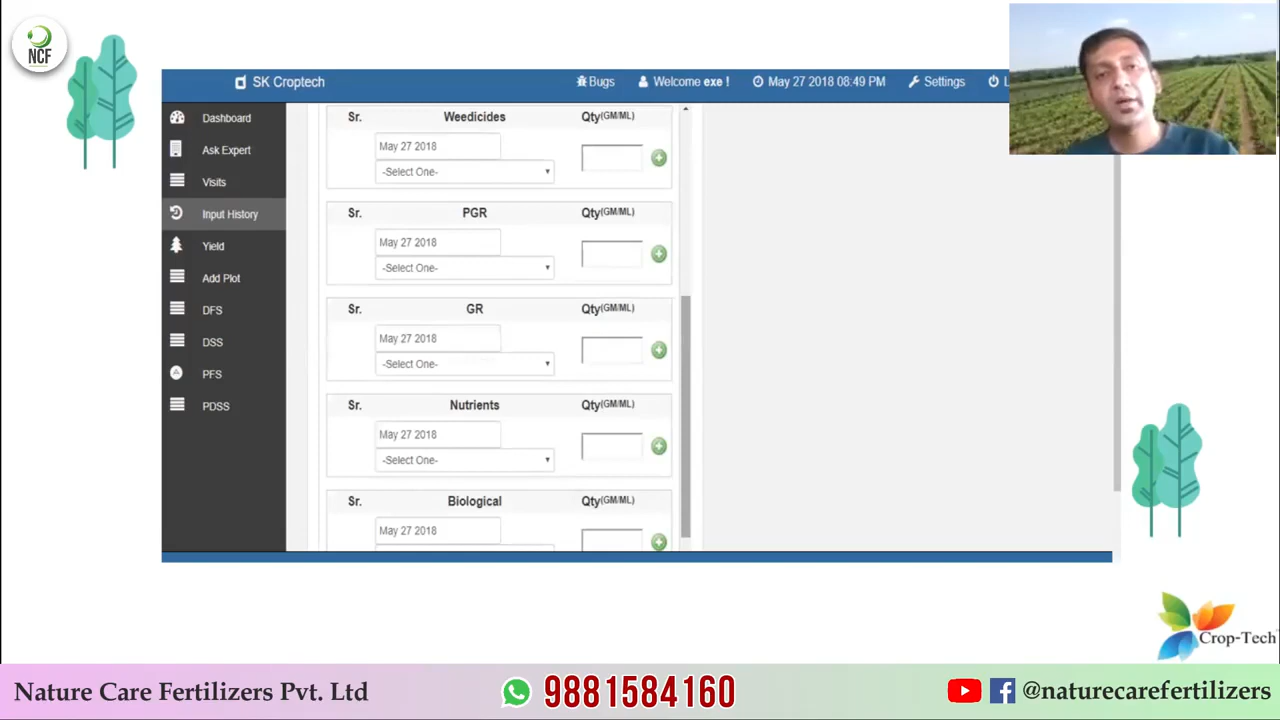 NCF
SK Croptech
Bugs
Welcome exe !
May 27 2018 08:49 PM
Settings
Dashboard
Ask Expert
Visits
Input History
Yield
Add Plot
DFS
DSS
PFS
PDSS
Sr. Weedicides Qty(GM/ML)
May 27 2018
-Select One-
Sr. PGR Qty(GM/ML)
May 27 2018
-Select One-
Sr. GR Qty(GM/ML)
May 27 2018
-Select One-
Sr. Nutrients Qty(GM/ML)
May 27 2018
-Select One-
Sr. Biological Qty(GM/ML)
May 27 2018
Crop-Tech
Nature Care Fertilizers Pvt. Ltd
9881584160
@naturecarefertilizers